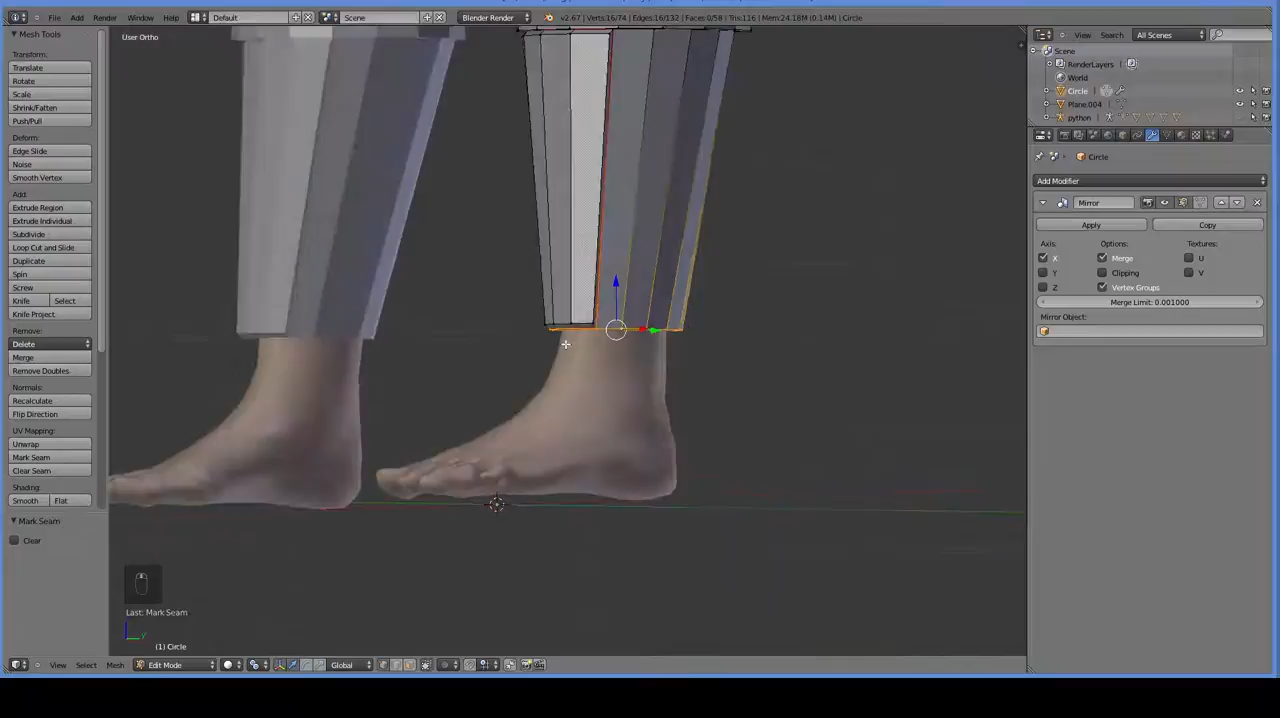 File Add Render Window Help Default Scene Blender Render v2.67 | Verts:16/74 | Edges:16/132 | Faces:0/58 | Tris:116 | Mem:24.18M (0.14M) | Circle
Mesh Tools
Transform:
Translate
Rotate
Scale
Shrink/Fatten
Push/Pull
Deform:
Edge Slide
Noise
Smooth Vertex
Add:
Extrude Region
Extrude Individual
Subdivide
Loop Cut and Slide
Duplicate
Spin
Screw
Knife Select
Knife Project
Remove:
Delete
Merge
Remove Doubles
Normals:
Recalculate
Flip Direction
UV Mapping:
Unwrap
Mark Seam
Clear Seam
Shading:
Smooth Flat
Mark Seam
Clear
User Ortho
Last: Mark Seam
y
(1) Circle
View Select Mesh Edit Mode Global
View Search All Scenes
Scene
RenderLayers
World
Circle
Plane.004
python
Circle
Add Modifier
Mirror
Apply Copy
Axis: Options: Textures:
X Merge U
Y Clipping V
Z Vertex Groups
Merge Limit: 0.001000
Mirror Object: